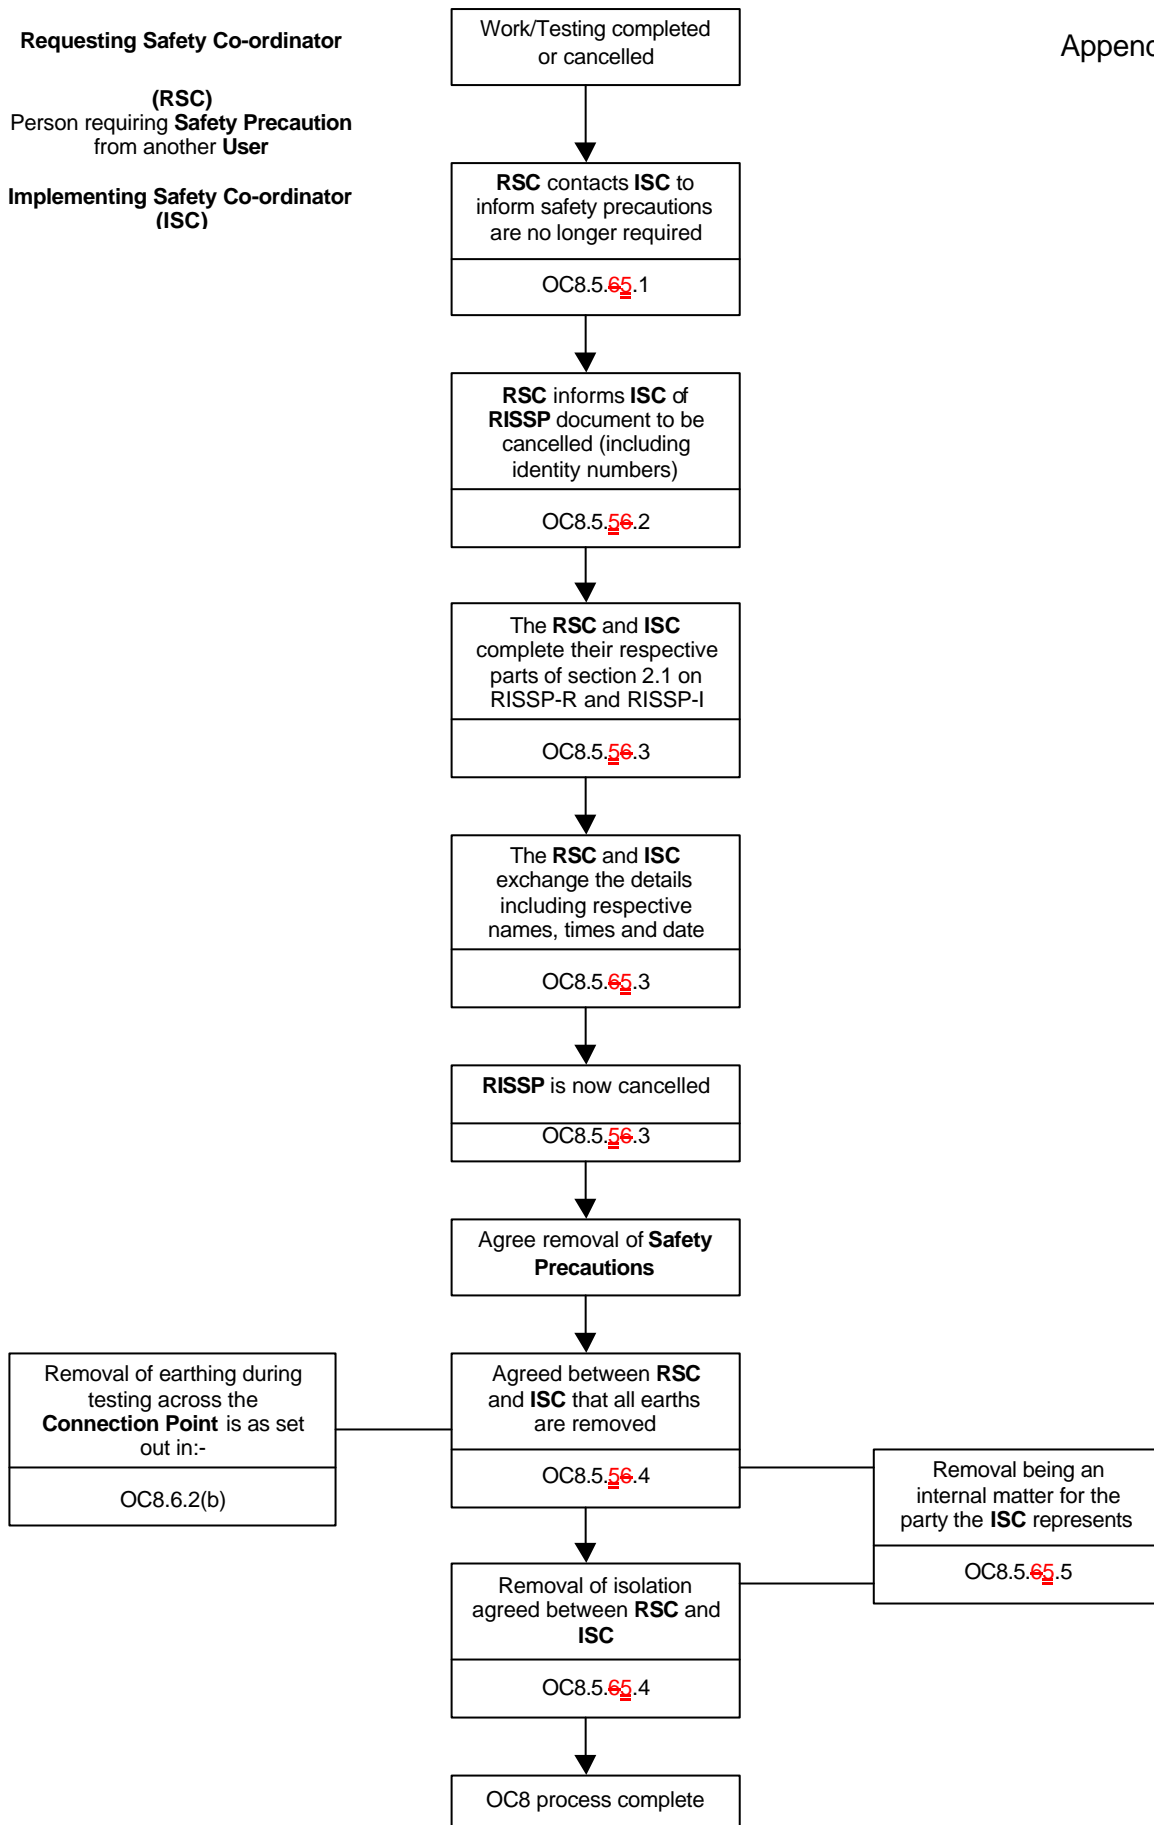 Requesting Safety Co-ordinator
(RSC)
Person requiring Safety Precaution
from another User
Implementing Safety Co-ordinator
(ISC)
Appenc
Work/Testing completed
or cancelled
RSC contacts ISC to
inform safety precautions
are no longer required
OC8.5.65.1
RSC informs ISC of
RISSP document to be
cancelled (including
identity numbers)
OC8.5.56.2
The RSC and ISC
complete their respective
parts of section 2.1 on
RISSP-R and RISSP-I
OC8.5.56.3
The RSC and ISC
exchange the details
including respective
names, times and date
OC8.5.65.3
RISSP is now cancelled
OC8.5.56.3
Agree removal of Safety
Precautions
Removal of earthing during
testing across the
Connection Point is as set
out in:-
OC8.6.2(b)
Agreed between RSC
and ISC that all earths
are removed
OC8.5.56.4
Removal being an
internal matter for the
party the ISC represents
OC8.5.65.5
Removal of isolation
agreed between RSC and
ISC
OC8.5.65.4
OC8 process complete